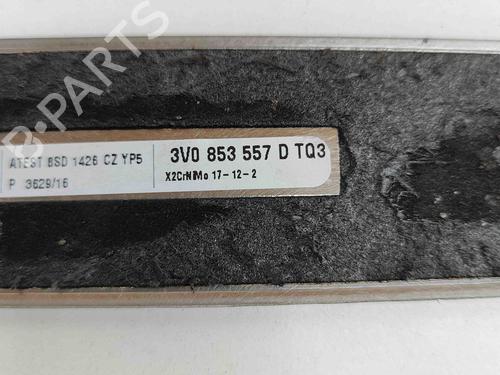 B-PARTS
ATEST 8SD 1426 CZ YP5
P 3629/16
3V0 853 557 D TQ3
X2CrNiMo 17-12-2